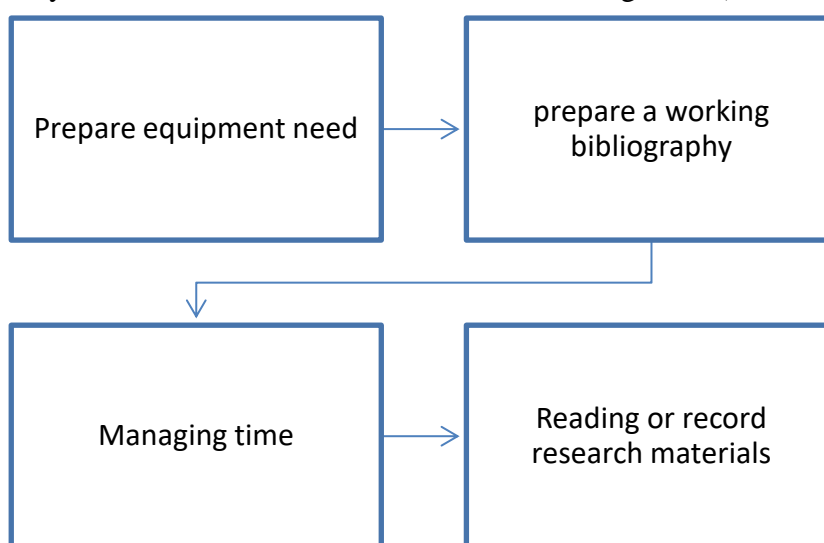 Prepare equipment need
prepare a working
bibliography
Managing time
Reading or record
research materials